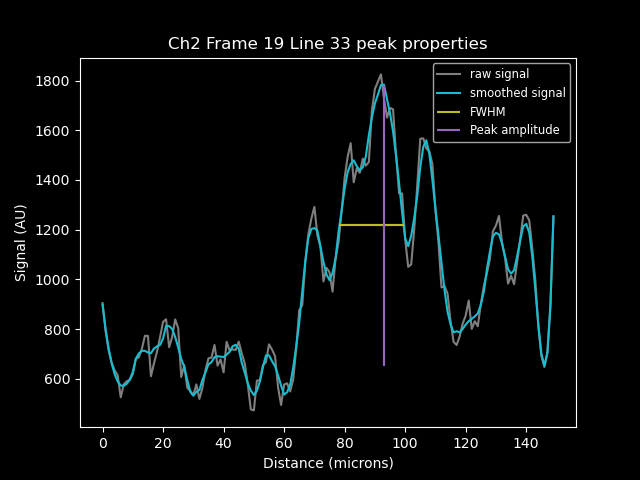 Ch2 Frame 19 Line 33 peak properties
raw signal
smoothed signal
FWHM
Peak amplitude
Signal (AU)
1800
1600
1400
1200
1000
800
600
0 20 40 60 80 100 120 140
Distance (microns)